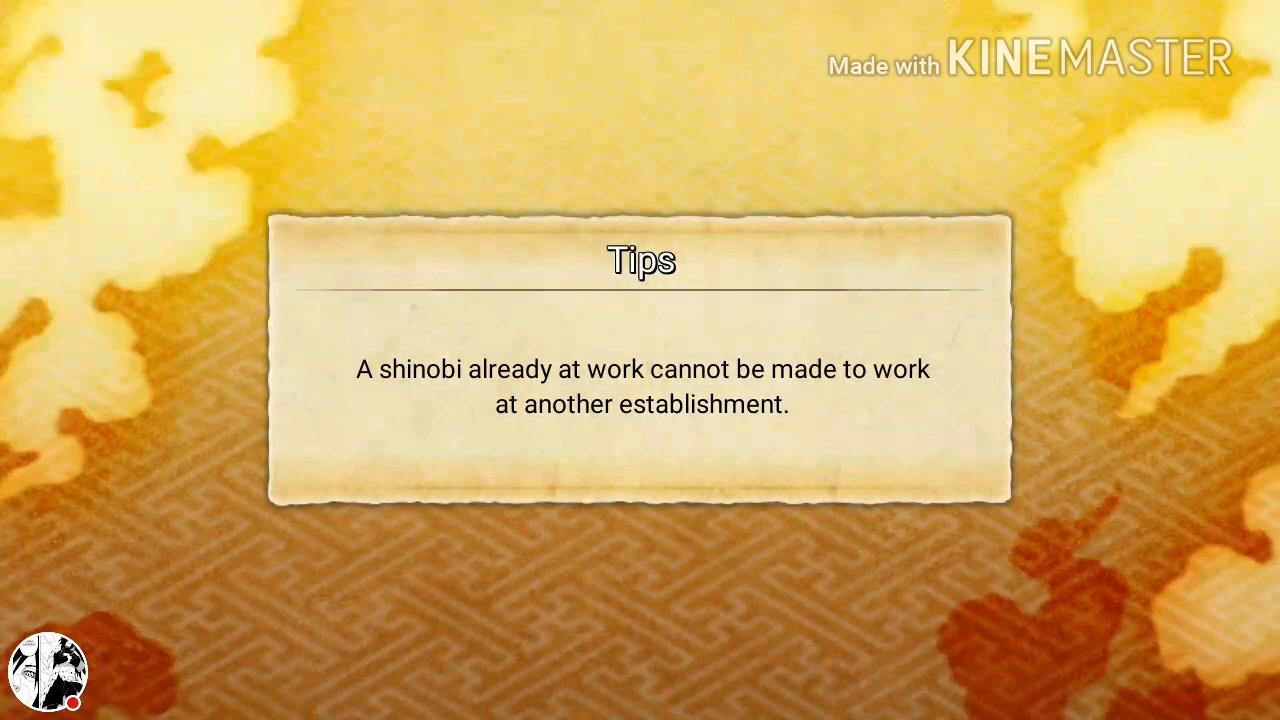 Made with KINEMASTER
Tips
A shinobi already at work cannot be made to work
at another establishment.